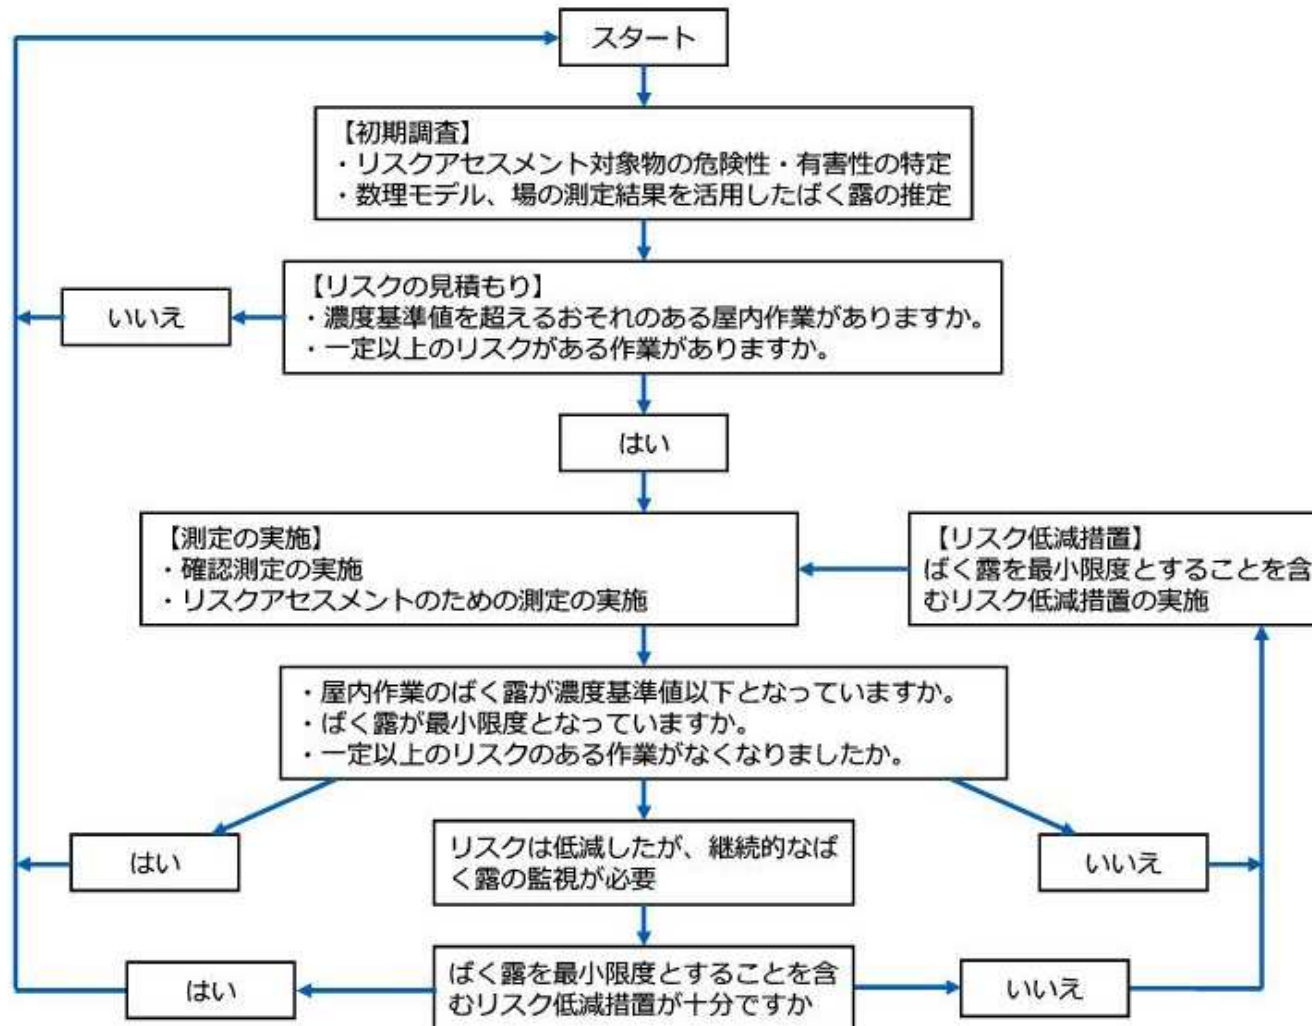 スタート
【初期調査】
・リスクアセスメント対象物の危険性・有害性の特定
・数理モデル、場の測定結果を活用したばく露の推定
【リスクの見積もり】
・濃度基準値を超えるおそれのある屋内作業がありますか。
・一定以上のリスクがある作業がありますか。
いいえ
はい
【測定の実施】
・確認測定の実施
・リスクアセスメントのための測定の実施
【リスク低減措置】
ばく露を最小限度とすることを含
むリスク低減措置の実施
・屋内作業のばく露が濃度基準値以下となっていますか。
・ばく露が最小限度となっていますか。
・一定以上のリスクのある作業がなくなりましたか。
はい
リスクは低減したが、継続的なば
く露の監視が必要
いいえ
はい
ばく露を最小限度とすることを含
むリスク低減措置が十分ですか
いいえ